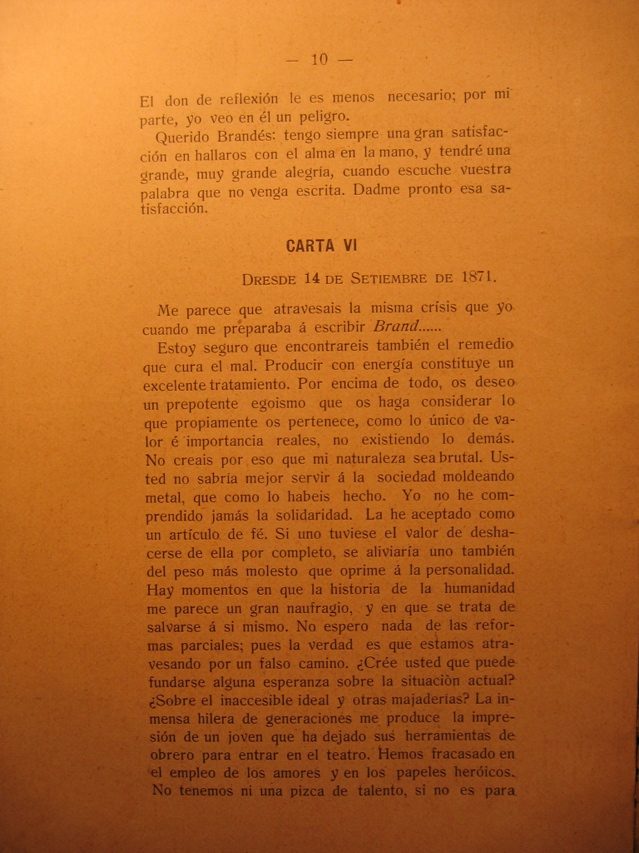 — 10 —
El don de reflexión le es menos necesario; por mi
parte, yo veo en él un peligro.
Querido Brandés: tengo siempre una gran satisfac-
ción en hallaros con el alma en la mano, y tendré una
grande, muy grande alegría, cuando escuche vuestra
palabra que no venga escrita. Dadme pronto esa sa-
tisfacción.
CARTA VI
DRESDE 14 DE SETIEMBRE DE 1871.
Me parece que atravesais la misma crisis que yo
cuando me preparaba á escribir Brand......
Estoy seguro que encontrareis también el remedio
que cura el mal. Producir con energía constituye un
excelente tratamiento. Por encima de todo, os deseo
un prepotente egoismo que os haga considerar lo
que propiamente os pertenece, como lo único de va-
lor é importancia reales, no existiendo lo demás.
No creais por eso que mi naturaleza sea brutal. Us-
ted no sabría mejor servir á la sociedad moldeando
metal, que como lo habeis hecho. Yo no he com-
prendido jamás la solidaridad. La he aceptado como
un artículo de fé. Si uno tuviese el valor de desha-
cerse de ella por completo, se aliviaría uno también
del peso más molesto que oprime á la personalidad.
Hay momentos en que la historia de la humanidad
me parece un gran naufragio, y en que se trata de
salvarse á si mismo. No espero nada de las refor-
mas parciales; pues la verdad es que estamos atra-
vesando por un falso camino. ¿Crée usted que puede
fundarse alguna esperanza sobre la situaciòn actual?
¿Sobre el inaccesible ideal y otras majaderías? La in-
mensa hilera de generaciones me produce la impre-
sión de un joven que ha dejado sus herramientas de
obrero para entrar en el teatro. Hemos fracasado en
el empleo de los amores y en los papeles heróicos.
No tenemos ni una pizca de talento, si no es para